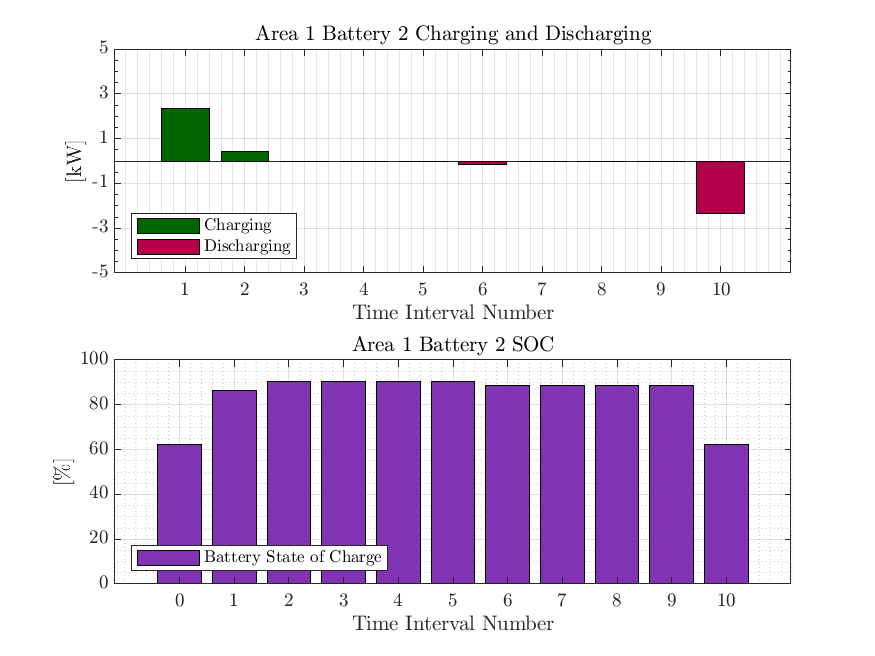 Area 1 Battery 2 Charging and Discharging
5
3
1
-1
-3
-5
[kW]
Charging
Discharging
1 2 3 4 5 6 7 8 9 10
Time Interval Number
Area 1 Battery 2 SOC
100
80
60
40
20
0
[%]
Battery State of Charge
0 1 2 3 4 5 6 7 8 9 10
Time Interval Number